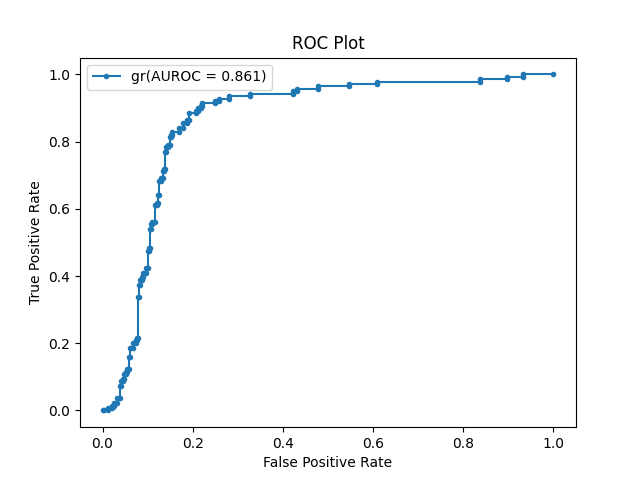 ROC Plot
gr(AUROC = 0.861)
1.0
0.8
0.6
0.4
0.2
0.0
True Positive Rate
0.0 0.2 0.4 0.6 0.8 1.0
False Positive Rate